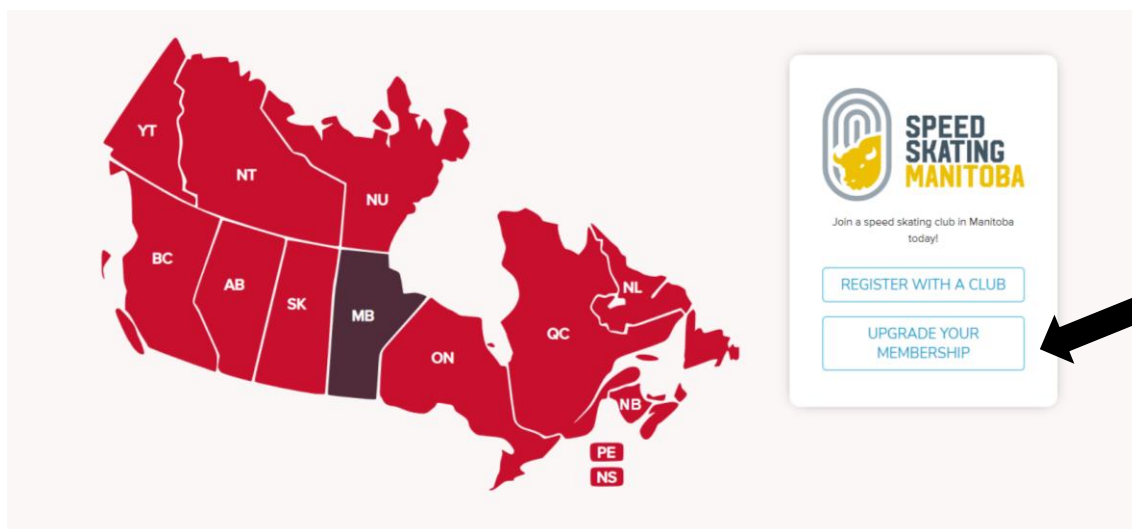 YT
NT
NU
BC
AB
SK
MB
ON
QC
NL
NB
PE
NS
SPEED
SKATING
MANITOBA
Join a speed skating club in Manitoba
today!
REGISTER WITH A CLUB
UPGRADE YOUR
MEMBERSHIP